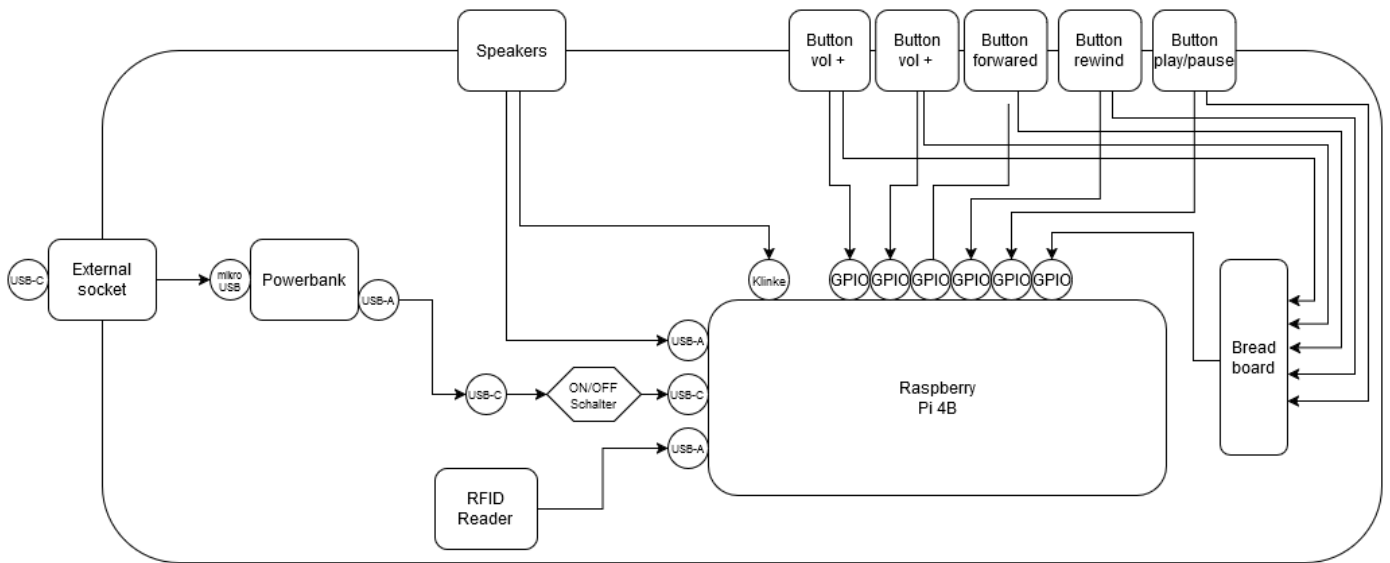 Speakers
Button
vol +
Button
vol +
Button
forwared
Button
rewind
Button
play/pause
USB-C
External
socket
mikro
USB
Powerbank
USB-A
Klinke
GPIO
GPIO
GPIO
GPIO
GPIO
GPIO
USB-A
Bread
board
USB-C
ON/OFF
Schalter
USB-C
Raspberry
Pi 4B
USB-A
RFID
Reader